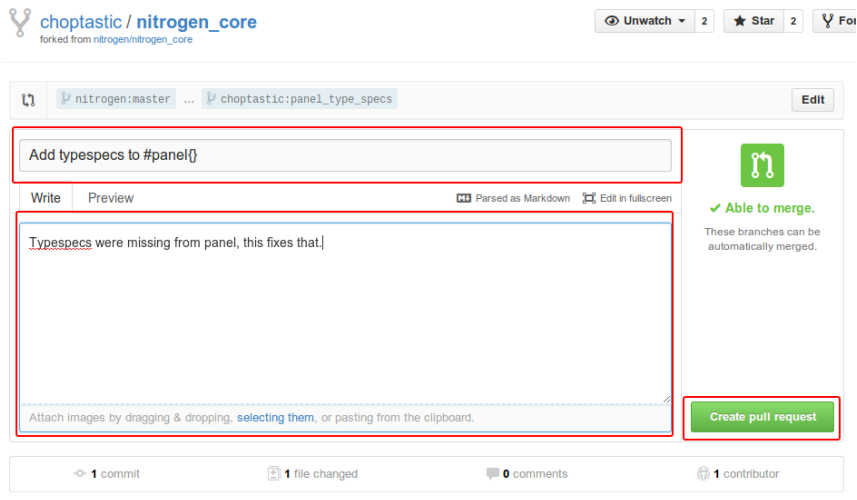 choptastic / nitrogen_core
forked from nitrogen/nitrogen_core
Unwatch 2 Star 2
nitrogen:master ... choptastic:panel_type_specs Edit
Add typespecs to #panel{}
Write Preview Parsed as Markdown Edit in fullscreen
Typespecs were missing from panel, this fixes that.
Able to merge.
These branches can be
automatically merged.
Attach images by dragging & dropping, selecting them, or pasting from the clipboard.
Create pull request
1 commit 1 file changed 0 comments 1 contributor